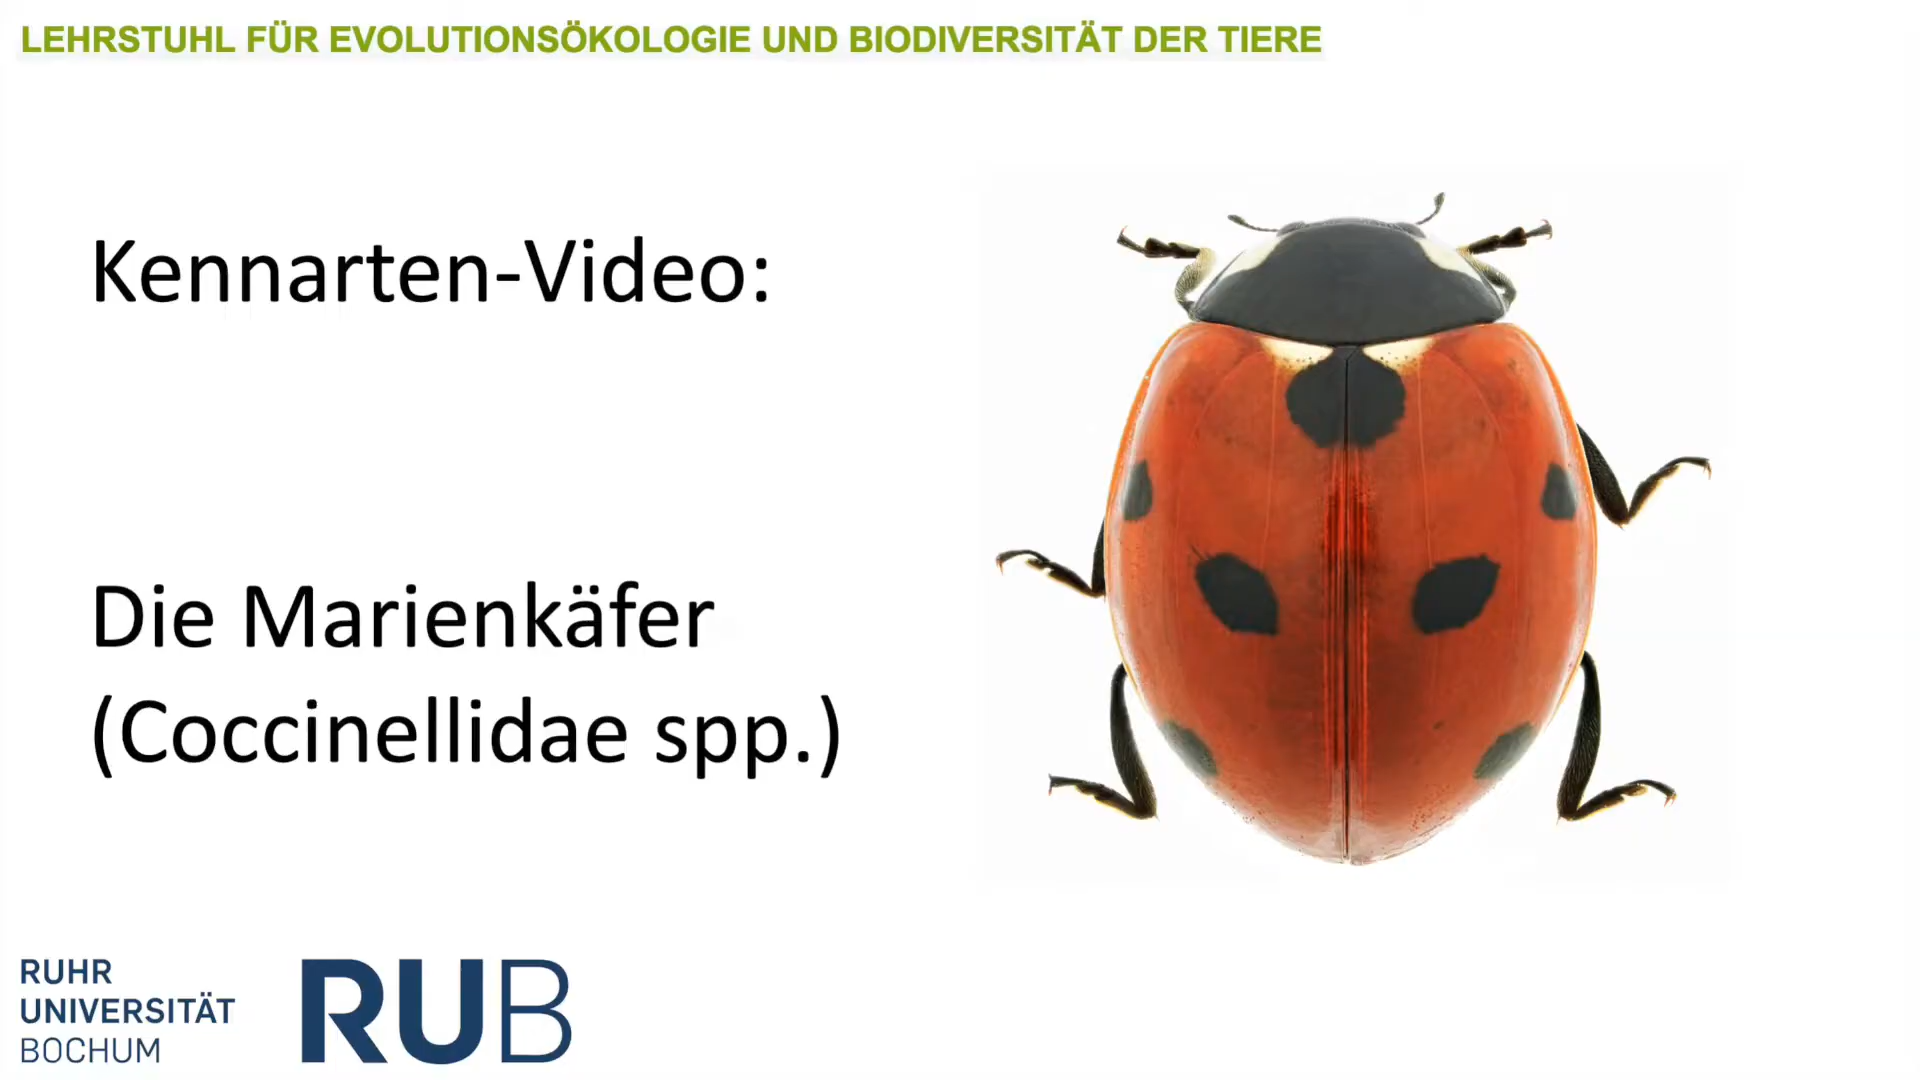 LEHRSTUHL FÜR EVOLUTIONSÖKOLOGIE UND BIODIVERSITÄT DER TIERE
Kennarten-Video:
Die Marienkäfer
(Coccinellidae spp.)
RUHR
UNIVERSITÄT
BOCHUM
RUB